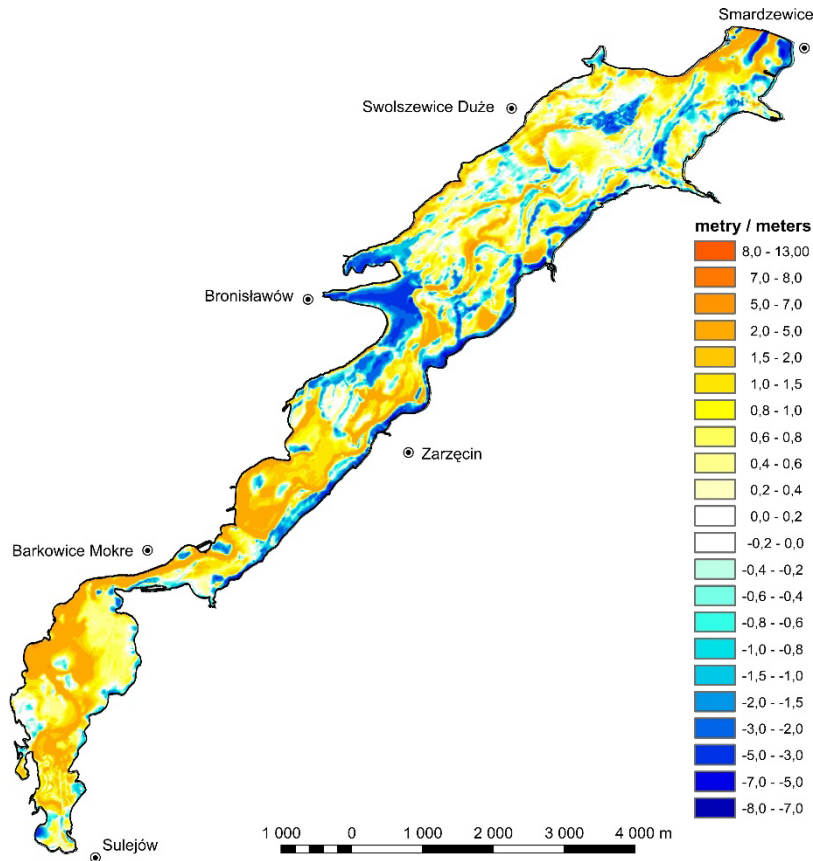 Smardzewice
Swolszewice Duże
metry / meters
8,0 - 13,00
7,0 - 8,0
5,0 - 7,0
2,0 - 5,0
1,5 - 2,0
1,0 - 1,5
0,8 - 1,0
0,6 - 0,8
0,4 - 0,6
0,2 - 0,4
0,0 - 0,2
-0,2 - 0,0
-0,4 - -0,2
-0,6 - -0,4
-0,8 - -0,6
-1,0 - -0,8
-1,5 - -1,0
-2,0 - -1,5
-3,0 - -2,0
-5,0 - -3,0
-7,0 - -5,0
-8,0 - -7,0
Bronisławów
Zarzęcin
Barkowice Mokre
Sulejów
1 000 0 1 000 2 000 3 000 4 000 m